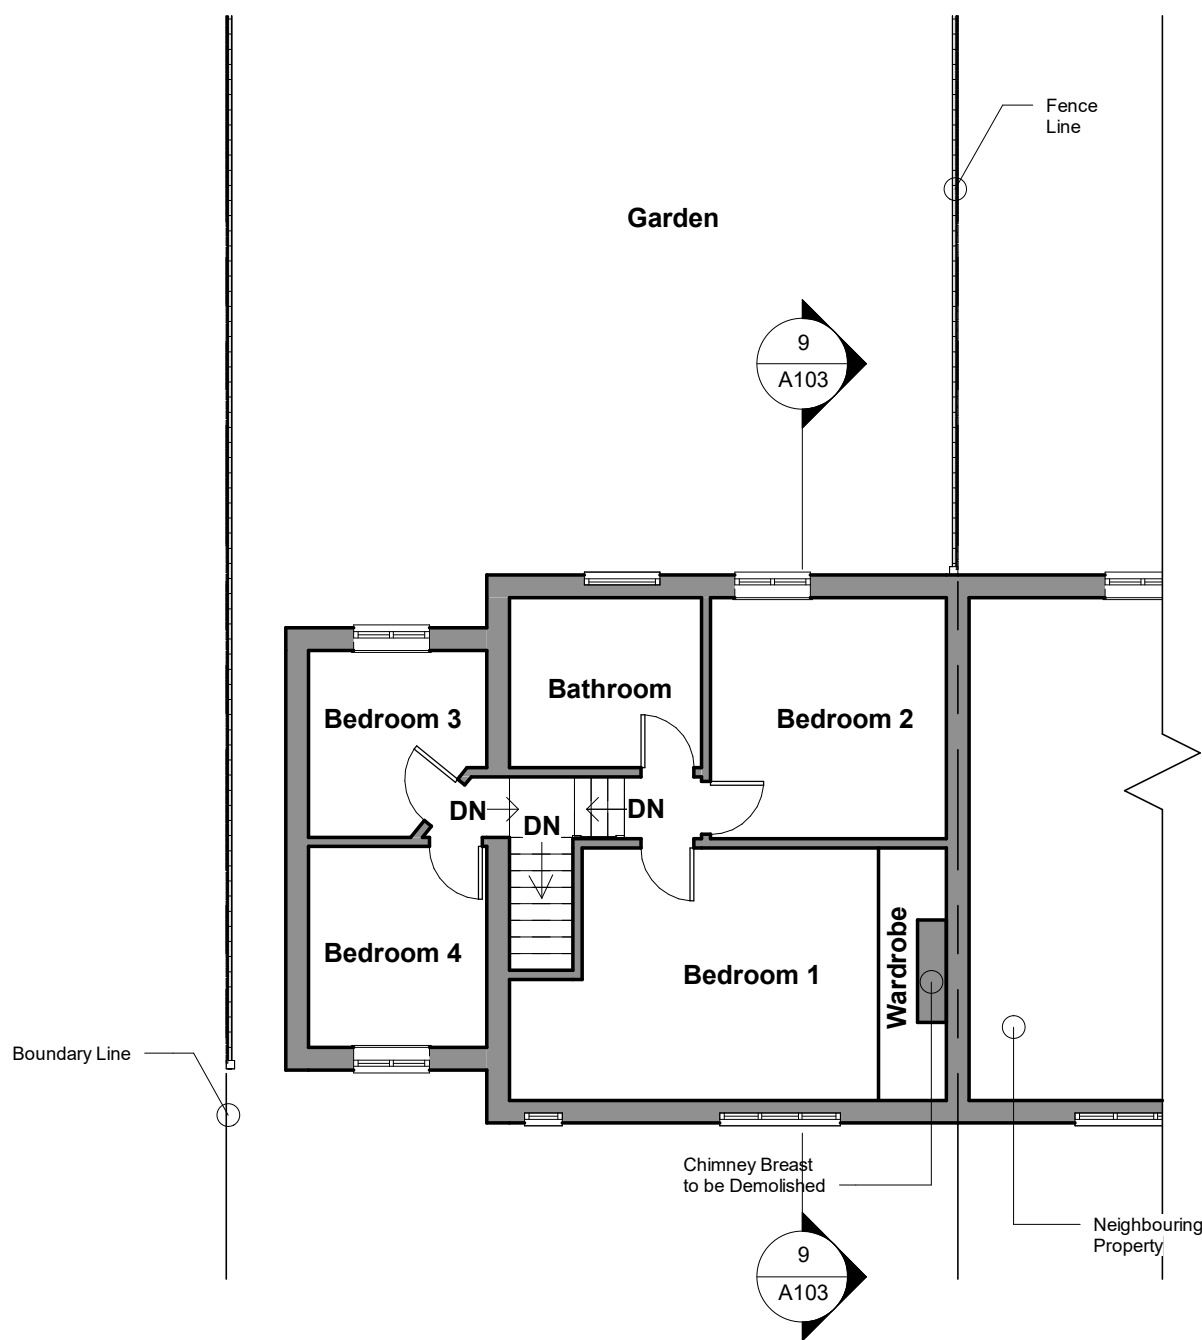 Fence
Line
Garden
9
A103
Bathroom
Bedroom 3
Bedroom 2
DN
DN
DN
Bedroom 4
Bedroom 1
Wardrobe
Boundary Line
Chimney Breast
to be Demolished
Neighbouring
Property
9
A103